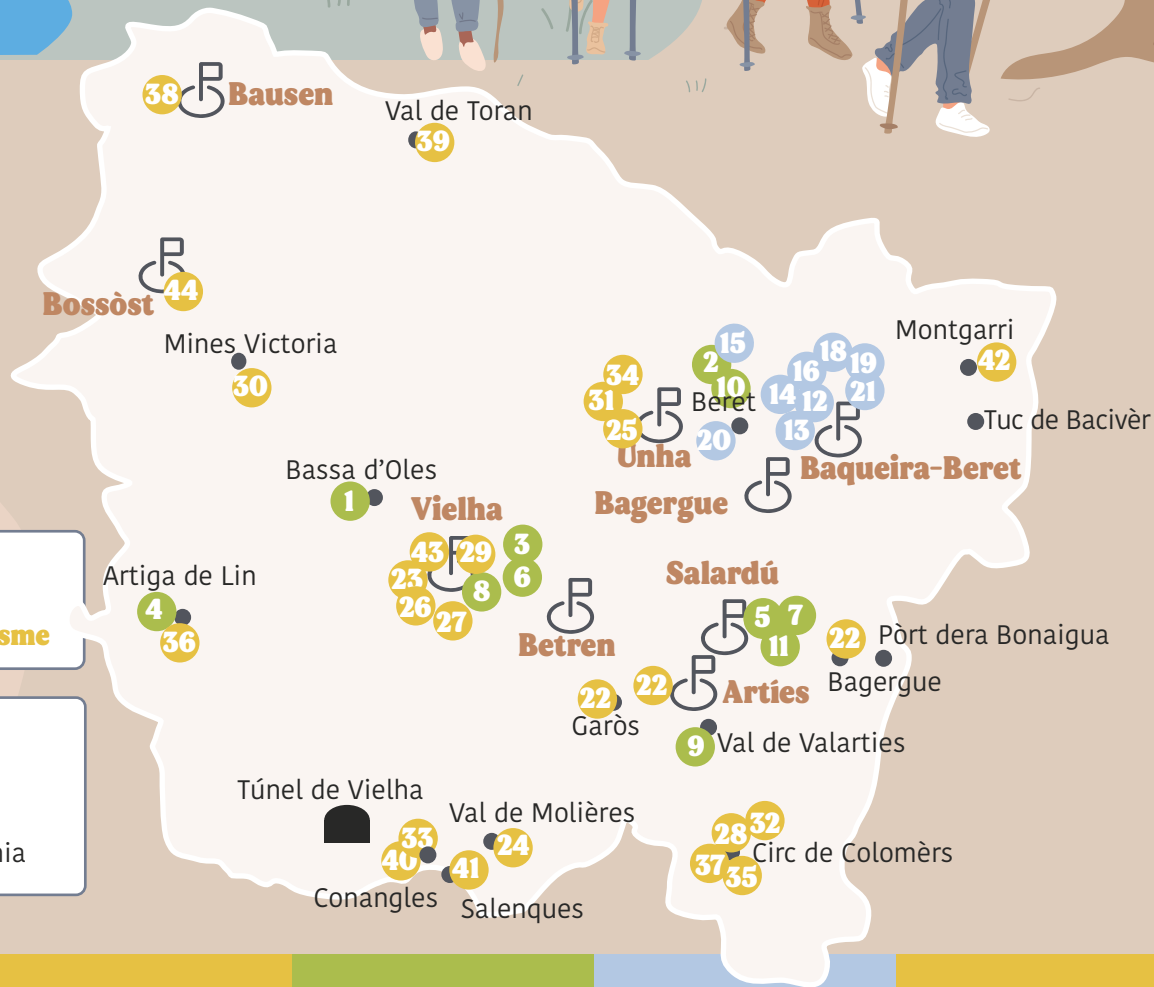 38
Bausen
Val de Toran
39
44
Bossòst
Mines Victoria
30
34
31
25
Unha
15
2
10
Beret
20
18
16
19
14
12
21
13
Baqueira-Beret
Montgarri
42
Tuc de Bacivèr
Bagergue
Bassa d'Oles
1
Vielha
43
29
3
23
8
6
26
27
Betren
Artiga de Lin
4
36
sme
Salardú
5
7
11
22
Pòrt dera Bonaigua
Bagergue
22
22
Garòs
Artíes
9
Val de Valarties
Túnel de Vielha
33
40
Conangles
Val de Molières
24
41
Salenques
28
32
37
35
Circ de Colomèrs
nia